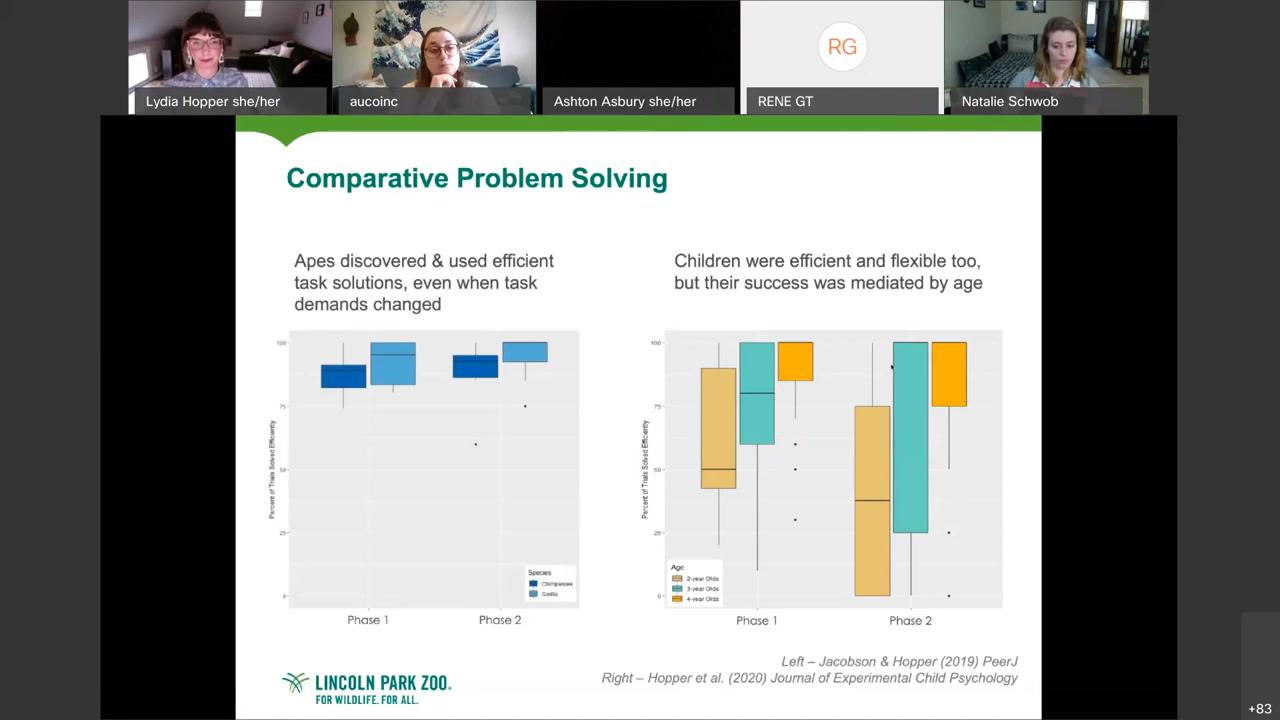 Lydia Hopper she/her
aucoinc
Ashton Asbury she/her
RG
RENE GT
Natalie Schwob
Comparative Problem Solving
Apes discovered & used efficient
task solutions, even when task
demands changed
Children were efficient and flexible too,
but their success was mediated by age
Percent of Trials Solved Efficiently
100
75
50
25
0
Species
Chimpanzee
Gorilla
Phase 1
Phase 2
Percent of Trials Solved Efficiently
100
75
50
25
0
Age
2-year Olds
3-year Olds
4-year Olds
Phase 1
Phase 2
Left – Jacobson & Hopper (2019) PeerJ
Right – Hopper et al. (2020) Journal of Experimental Child Psychology
LINCOLN PARK ZOO.
FOR WILDLIFE. FOR ALL.
+83